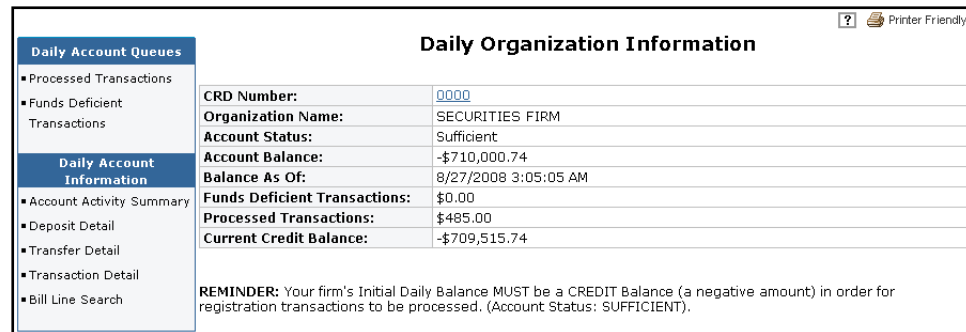 ? Printer Friendly
Daily Organization Information
Daily Account Queues
Processed Transactions
Funds Deficient
Transactions
Daily Account
Information
Account Activity Summary
Deposit Detail
Transfer Detail
Transaction Detail
Bill Line Search
CRD Number: 0000
Organization Name: SECURITIES FIRM
Account Status: Sufficient
Account Balance: -$710,000.74
Balance As Of: 8/27/2008 3:05:05 AM
Funds Deficient Transactions: $0.00
Processed Transactions: $485.00
Current Credit Balance: -$709,515.74
REMINDER: Your firm's Initial Daily Balance MUST be a CREDIT Balance (a negative amount) in order for
registration transactions to be processed. (Account Status: SUFFICIENT).